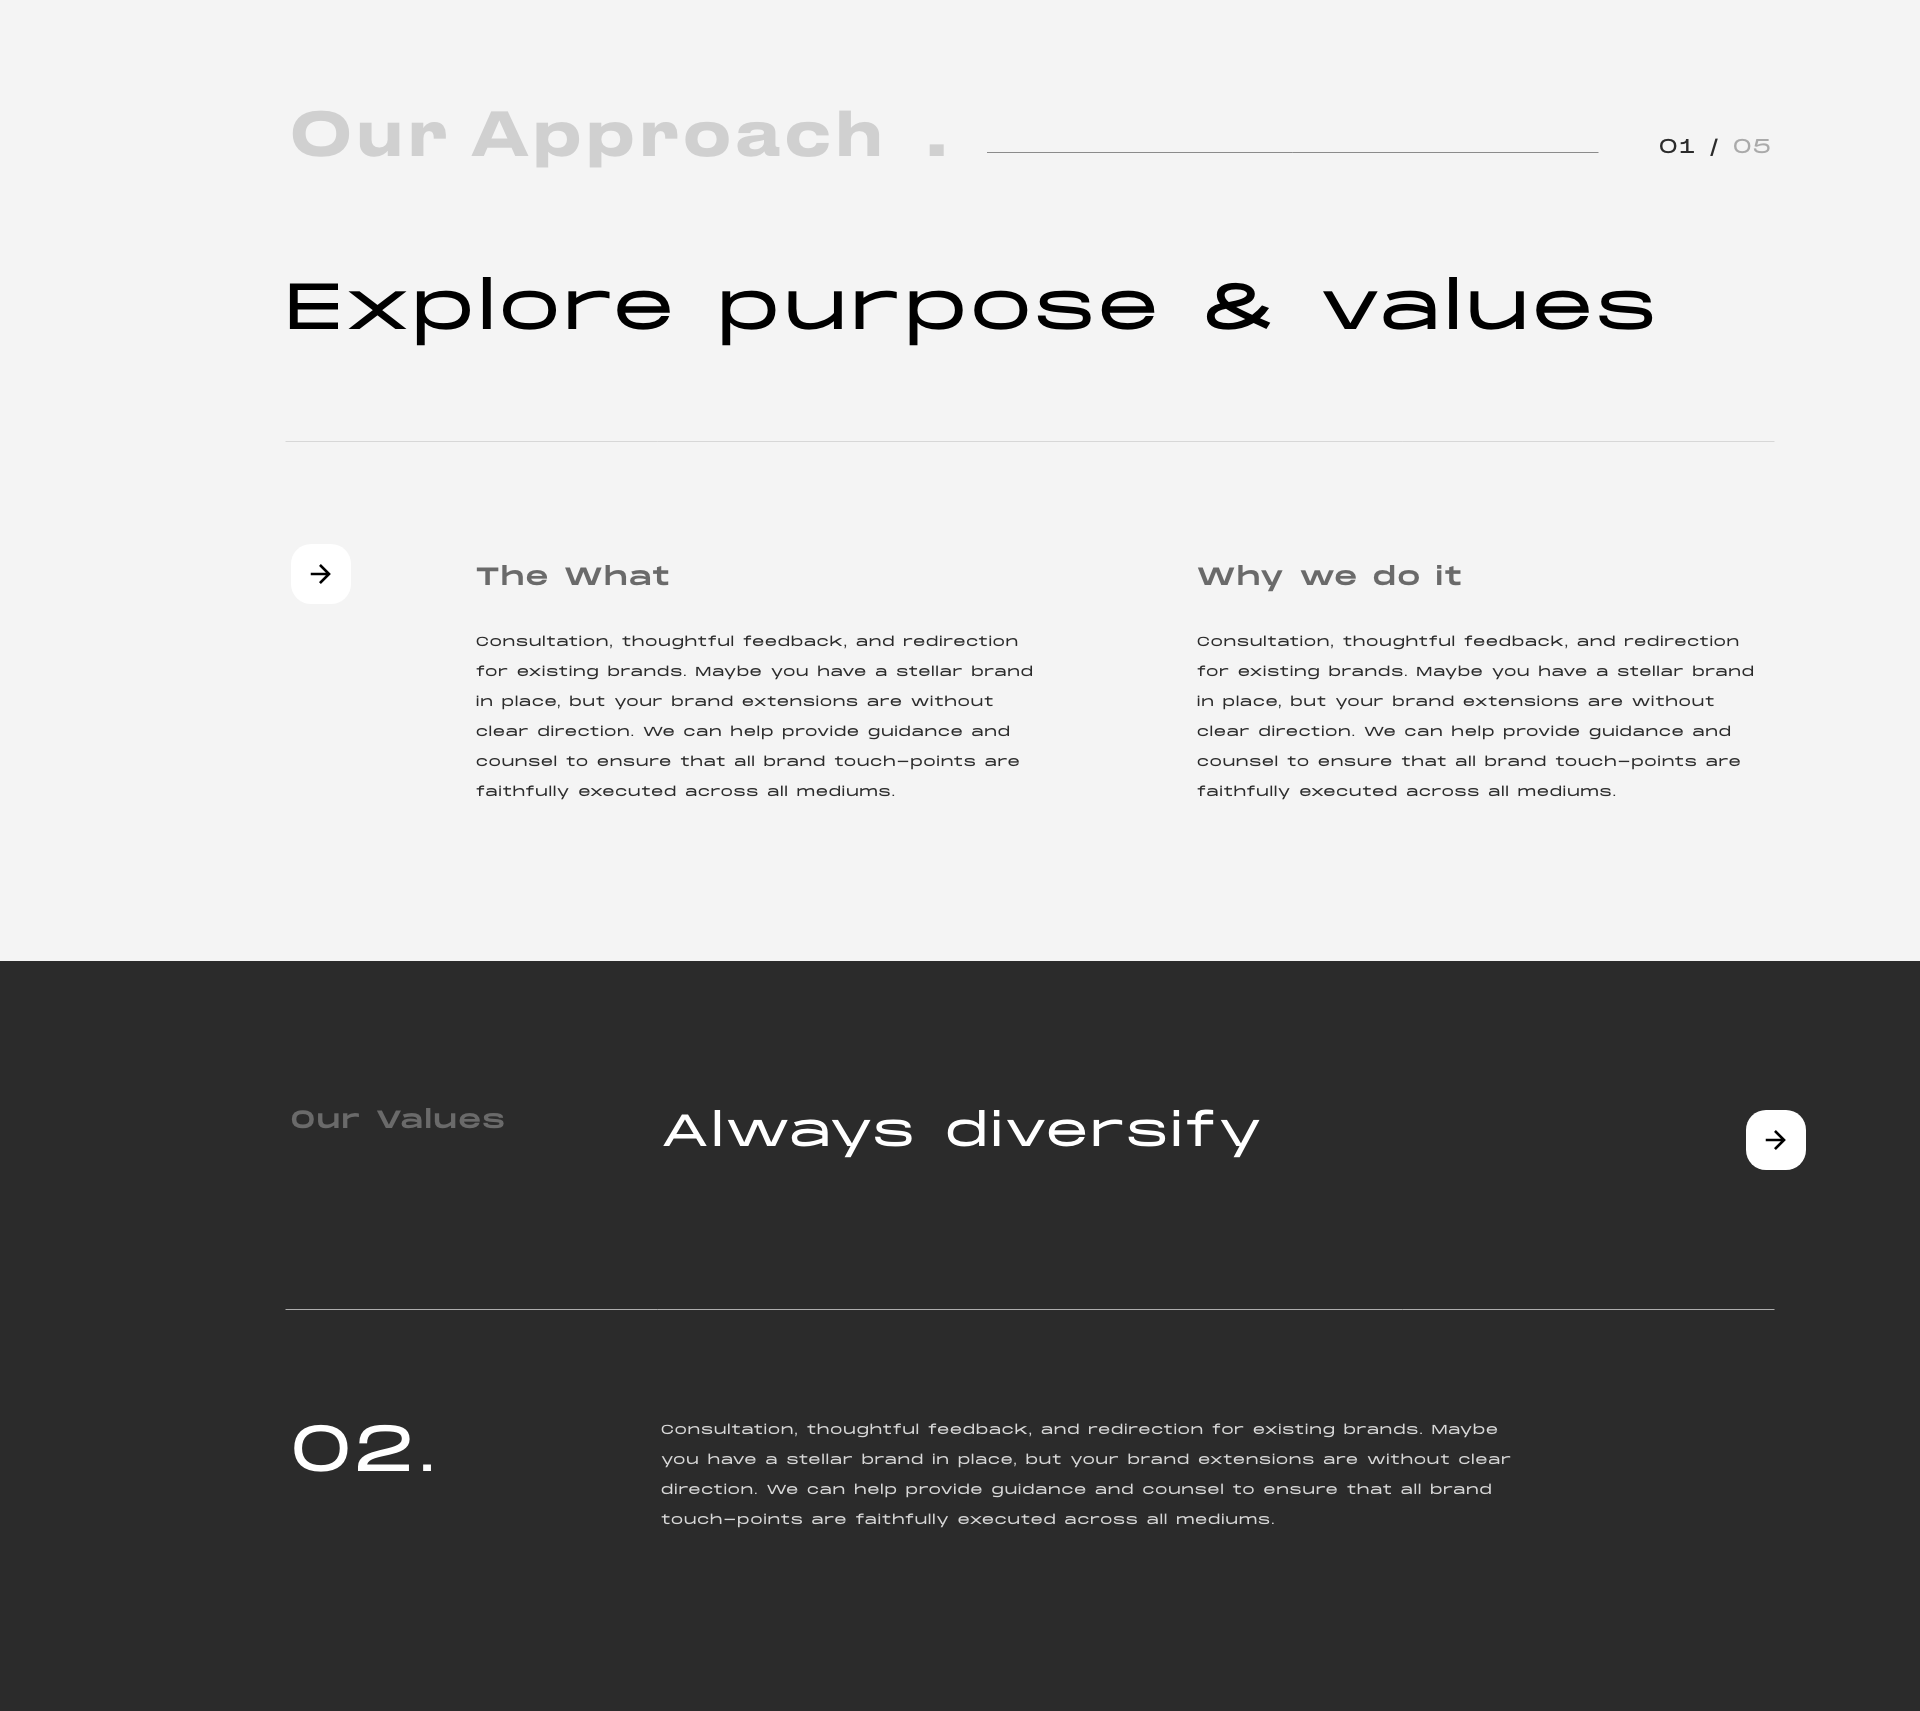 Our Approach .
01 / 05
Explore purpose & values
The What
Consultation, thoughtful feedback, and redirection
for existing brands. Maybe you have a stellar brand
in place, but your brand extensions are without
clear direction. We can help provide guidance and
counsel to ensure that all brand touch-points are
faithfully executed across all mediums.
Why we do it
Consultation, thoughtful feedback, and redirection
for existing brands. Maybe you have a stellar brand
in place, but your brand extensions are without
clear direction. We can help provide guidance and
counsel to ensure that all brand touch-points are
faithfully executed across all mediums.
Our Values
Always diversify
02.
Consultation, thoughtful feedback, and redirection for existing brands. Maybe
you have a stellar brand in place, but your brand extensions are without clear
direction. We can help provide guidance and counsel to ensure that all brand
touch-points are faithfully executed across all mediums.